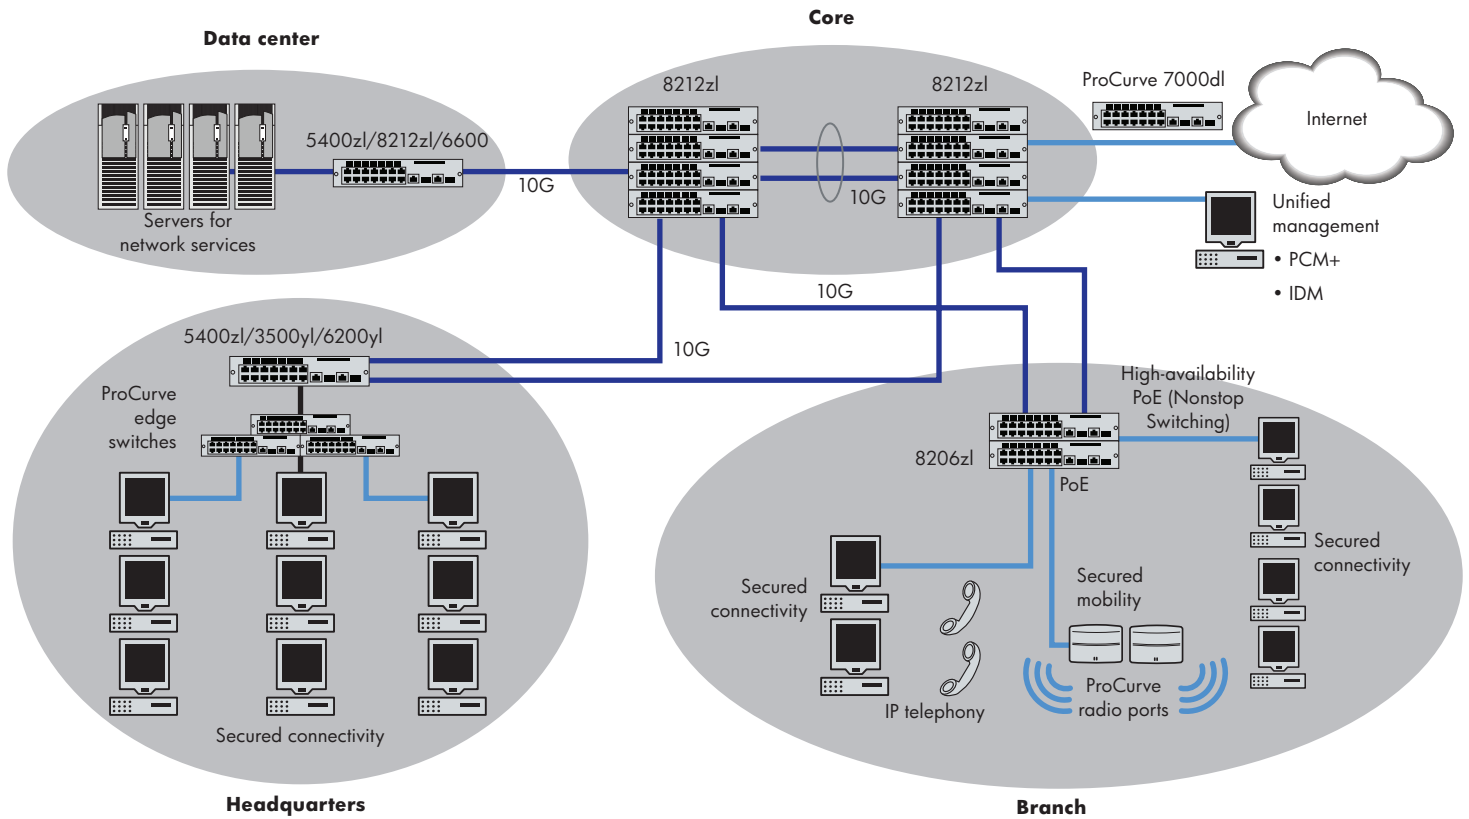 Core
Data center
8212zl
8212zl
ProCurve 7000dl
Internet
5400zl/8212zl/6600
10G
10G
Servers for
network services
Unified
management
• PCM+
• IDM
10G
10G
5400zl/3500yl/6200yl
ProCurve
edge
switches
Secured connectivity
Headquarters
High-availability
PoE (Nonstop
Switching)
8206zl
PoE
Secured
connectivity
Secured
connectivity
Secured
mobility
IP telephony
ProCurve
radio ports
Branch